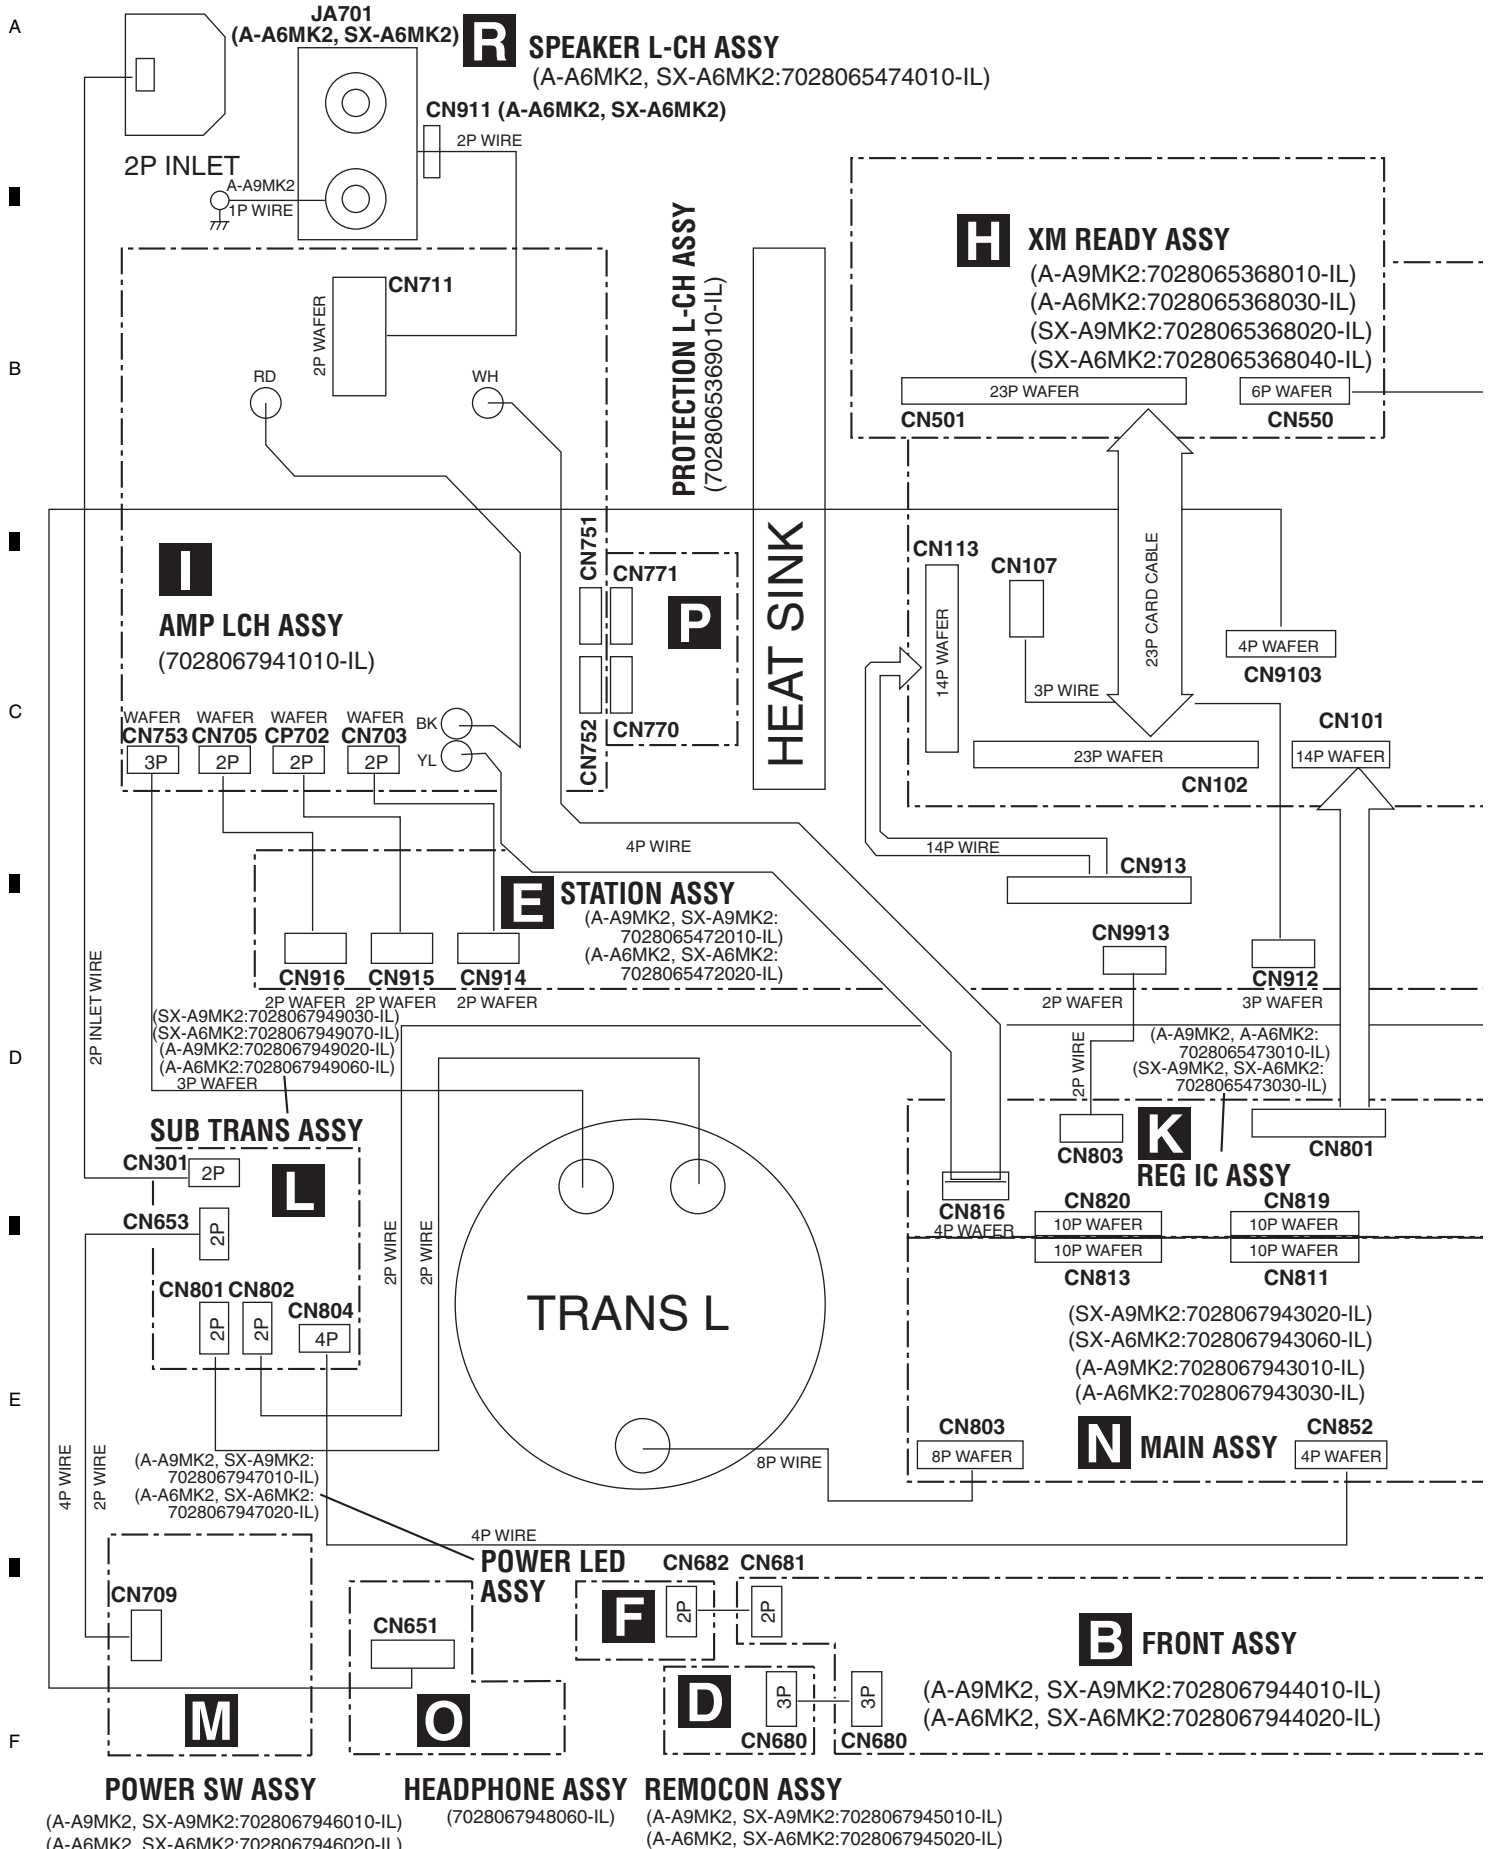 A
JA701
(A-A6MK2, SX-A6MK2)
R
SPEAKER L-CH ASSY
(A-A6MK2, SX-A6MK2:7028065474010-IL)
CN911 (A-A6MK2, SX-A6MK2)
2P WIRE
2P INLET
A-A9MK2
1P WIRE
PROTECTION L-CH ASSY
(7028065369010-IL)
H
XM READY ASSY
(A-A9MK2:7028065368010-IL)
(A-A6MK2:7028065368030-IL)
(SX-A9MK2:7028065368020-IL)
(SX-A6MK2:7028065368040-IL)
23P WAFER
6P WAFER
CN501
CN550
CN711
2P WAFER
B
RD
WH
I
AMP LCH ASSY
(7028067941010-IL)
CN751
CN771
P
CN752
CN770
HEAT SINK
CN113
14P WAFER
CN107
3P WIRE
23P CARD CABLE
4P WAFER
CN9103
C
WAFER WAFER WAFER WAFER
CN753 CN705 CP702 CN703
3P 2P 2P 2P
BK
YL
CN101
23P WAFER
14P WAFER
CN102
4P WIRE
14P WIRE
CN913
E
STATION ASSY
(A-A9MK2, SX-A9MK2:
7028065472010-IL)
(A-A6MK2, SX-A6MK2:
7028065472020-IL)
CN916 CN915 CN914
2P WAFER 2P WAFER 2P WAFER
CN9913
CN912
2P WAFER
3P WAFER
2P INLET WIRE
D
(SX-A9MK2:7028067949030-IL)
(SX-A6MK2:7028067949070-IL)
(A-A9MK2:7028067949020-IL)
(A-A6MK2:7028067949060-IL)
3P WAFER
2P WIRE
(A-A9MK2, A-A6MK2:
7028065473010-IL)
(SX-A9MK2, SX-A6MK2:
7028065473030-IL)
SUB TRANS ASSY
CN301
2P
L
CN653
2P
CN801 CN802
2P 2P
CN804
4P
2P WIRE
2P WIRE
TRANS L
CN803
K
CN801
REG IC ASSY
CN816
4P WAFER
CN820
CN819
10P WAFER
10P WAFER
10P WAFER
10P WAFER
CN813
CN811
(SX-A9MK2:7028067943020-IL)
(SX-A6MK2:7028067943060-IL)
(A-A9MK2:7028067943010-IL)
(A-A6MK2:7028067943030-IL)
E
CN803
8P WAFER
N
MAIN ASSY
CN852
4P WAFER
4P WIRE
2P WIRE
8P WIRE
(A-A9MK2, SX-A9MK2:
7028067947010-IL)
(A-A6MK2, SX-A6MK2:
7028067947020-IL)
4P WIRE
POWER LED
ASSY
CN682 CN681
F
2P
2P
CN709
CN651
M
O
D
3P
3P
CN680
CN680
B
FRONT ASSY
(A-A9MK2, SX-A9MK2:7028067944010-IL)
(A-A6MK2, SX-A6MK2:7028067944020-IL)
F
POWER SW ASSY
(A-A9MK2, SX-A9MK2:7028067946010-IL)
(A-A6MK2, SX-A6MK2:7028067946020-IL)
HEADPHONE ASSY
(7028067948060-IL)
REMOCON ASSY
(A-A9MK2, SX-A9MK2:7028067945010-IL)
(A-A6MK2, SX-A6MK2:7028067945020-IL)